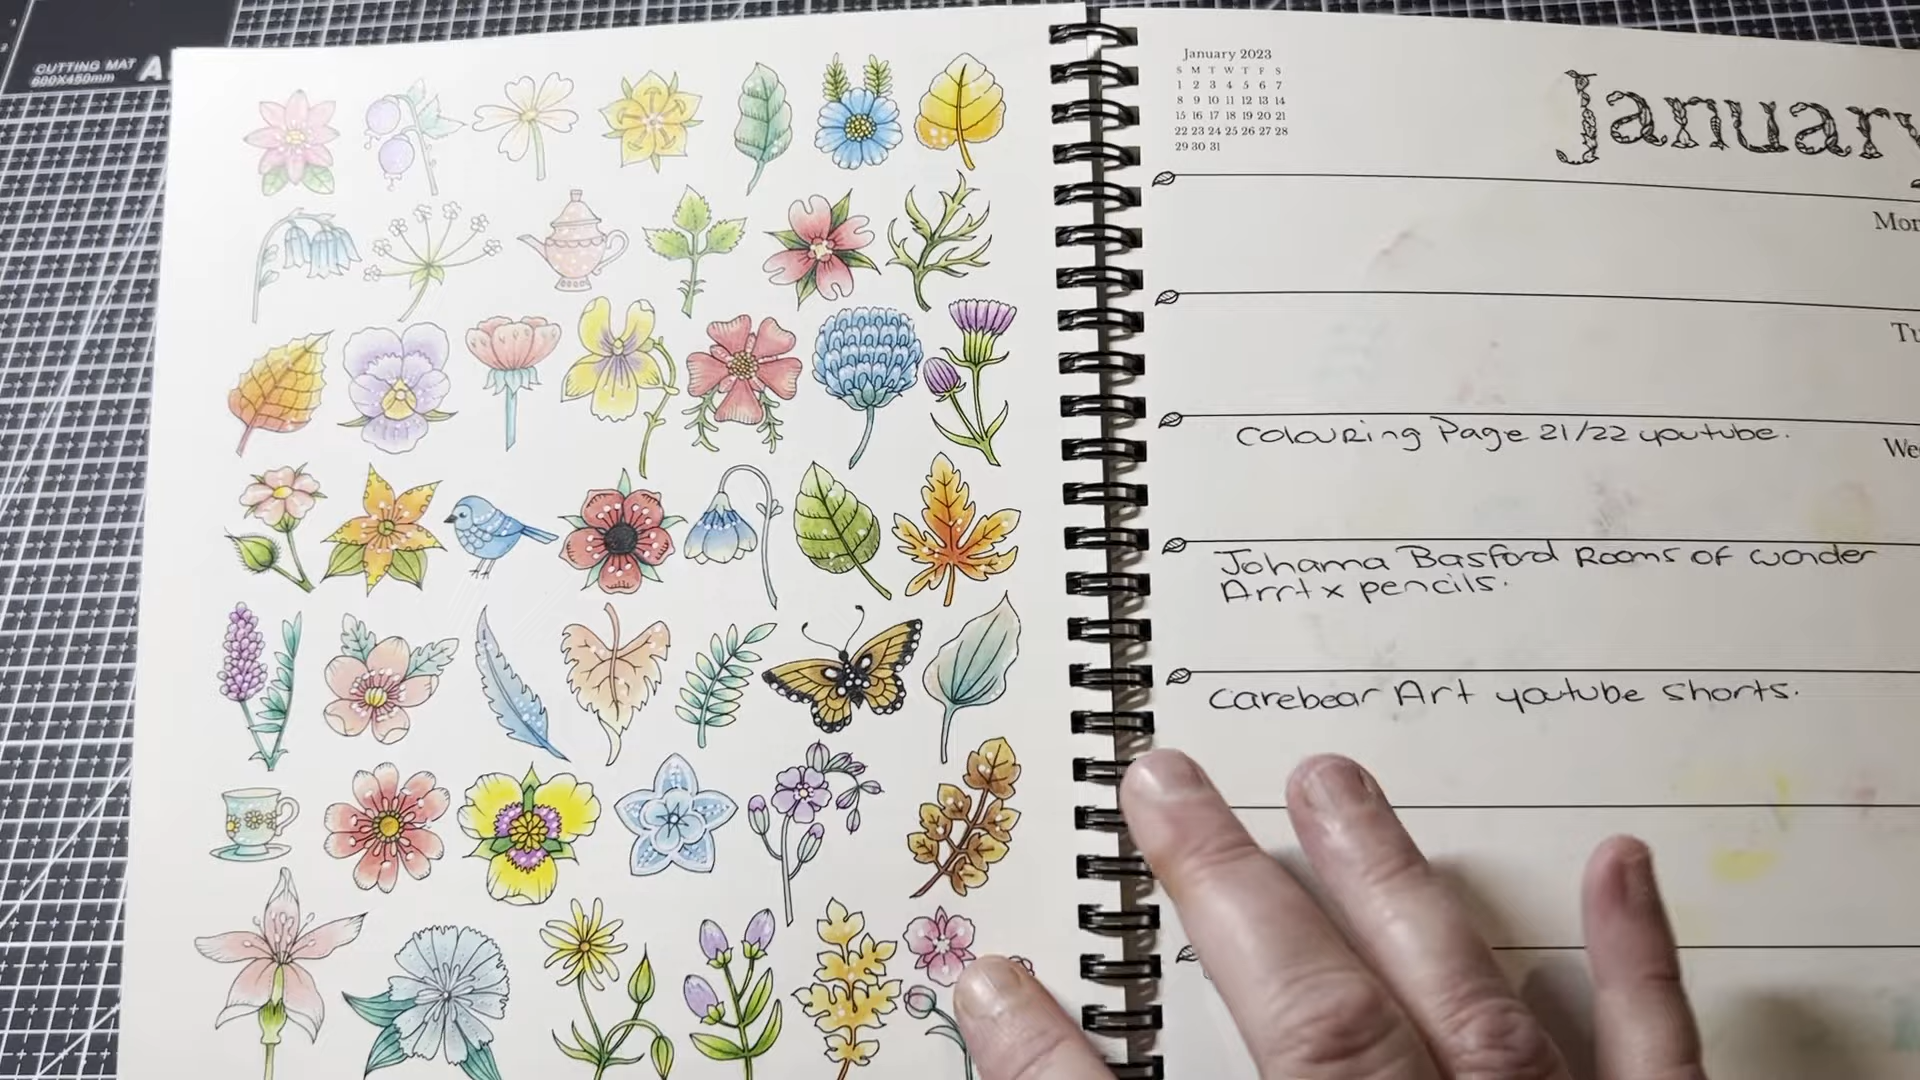 CUTTING MAT
600X450mm
A
January 2023
S M T W T F S
1 2 3 4 5 6 7
8 9 10 11 12 13 14
15 16 17 18 19 20 21
22 23 24 25 26 27 28
29 30 31
January
Mon
Tu
Colouring Page 21/22 youtube.
We
Johanna Basford Rooms of wonder
Arrtx pencils.
Carebear Art youtube shorts.